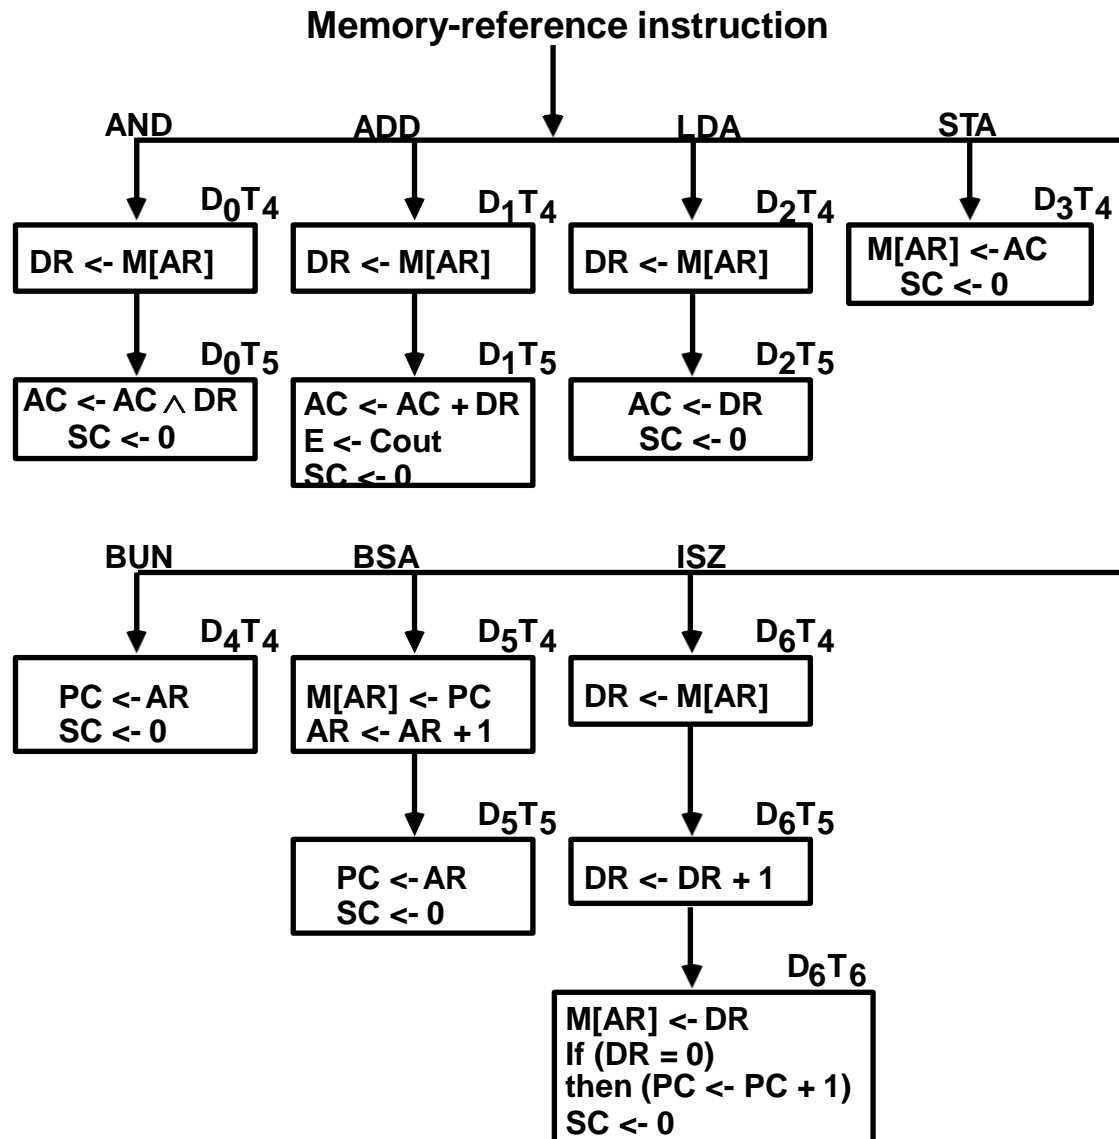 Memory-reference instruction
AND ADD LDA STA
D0T4 D1T4 D2T4 D3T4
DR <- M[AR] DR <- M[AR] DR <- M[AR] M[AR] <- AC
SC <- 0
D0T5 D1T5 D2T5
AC <- AC ∧ DR AC <- AC + DR AC <- DR
SC <- 0 E <- Cout SC <- 0
SC <- 0
BUN BSA ISZ
D4T4 D5T4 D6T4
PC <- AR M[AR] <- PC DR <- M[AR]
SC <- 0 AR <- AR + 1
D5T5 D6T5
PC <- AR DR <- DR + 1
SC <- 0
D6T6
M[AR] <- DR
If (DR = 0)
then (PC <- PC + 1)
SC <- 0